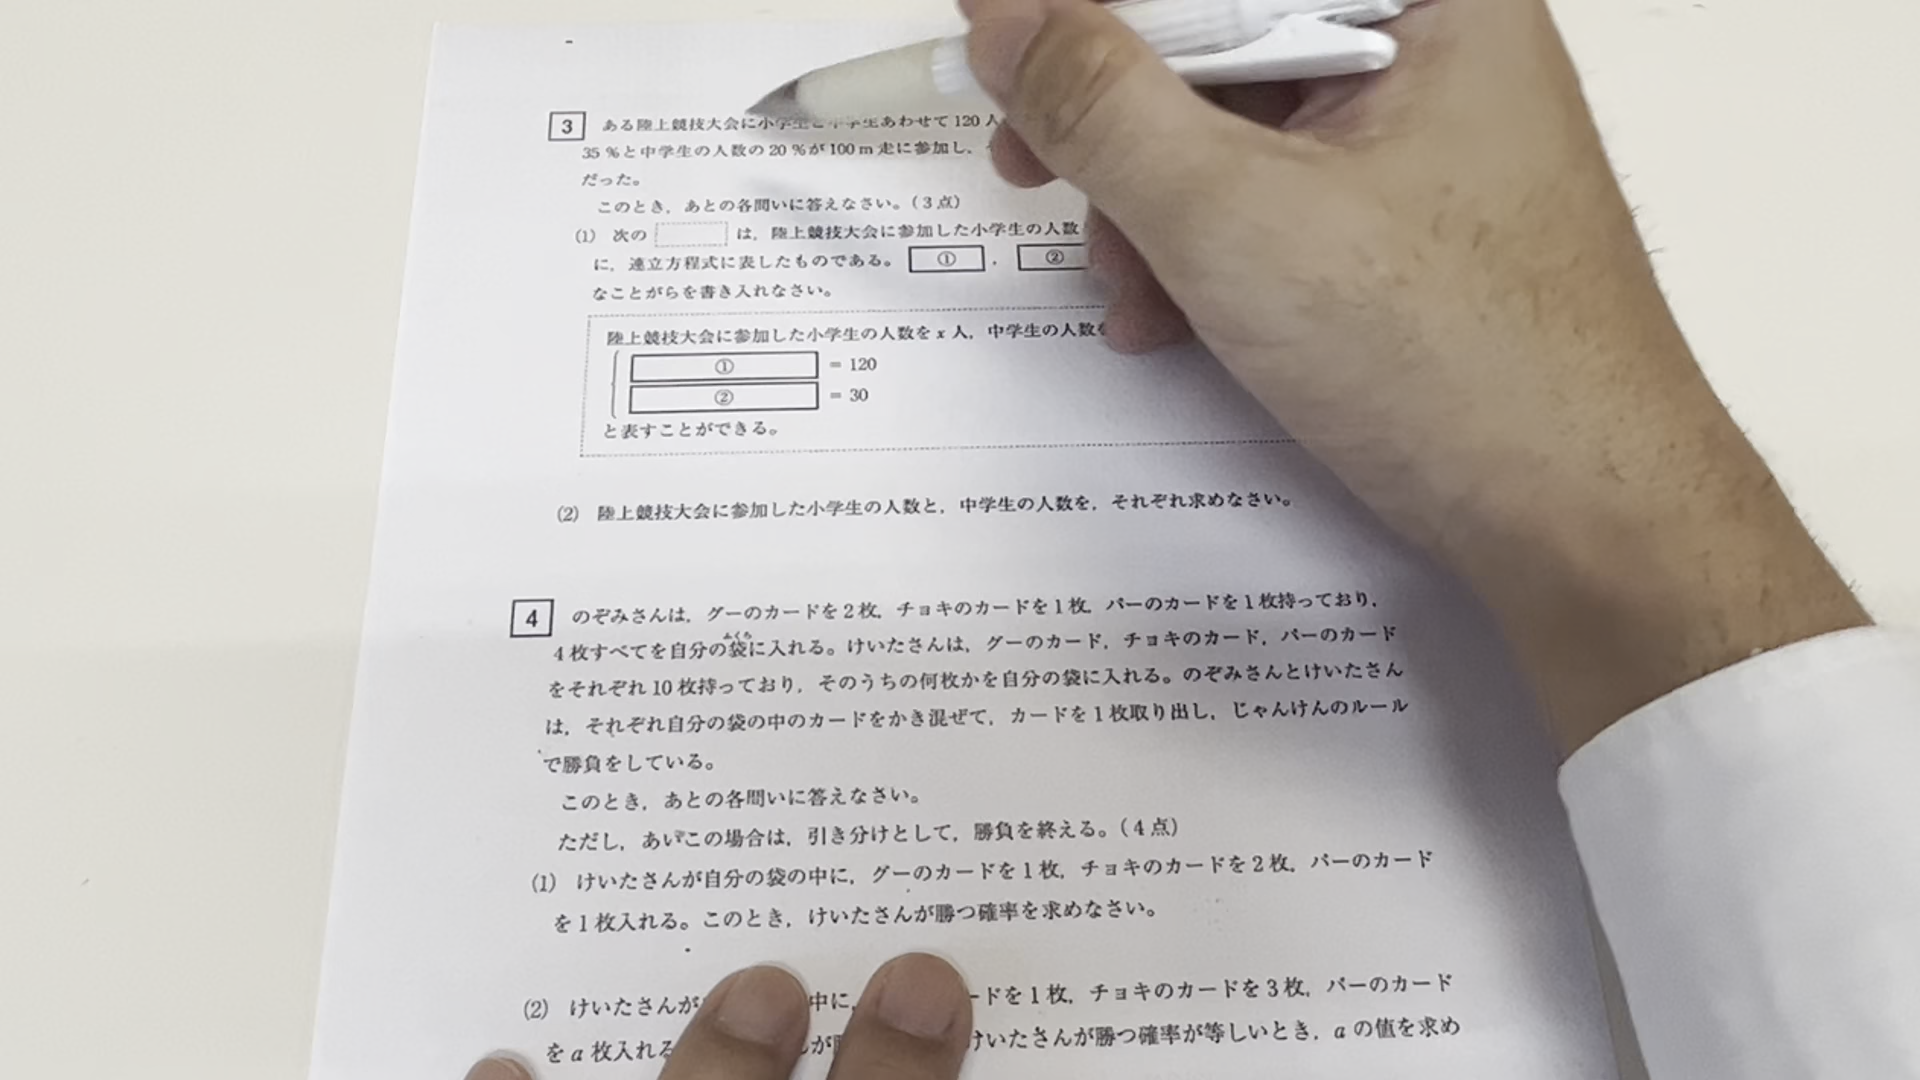 3 ある陸上競技大会に小学生と中学生あわせて120人
35%と中学生の人数の20%が100m走に参加し，
だった。
このとき，あとの各問いに答えなさい。（3点）
(1) 次の は，陸上競技大会に参加した小学生の人数
に，連立方程式に表したものである。 ① ， ②
なことがらを書き入れなさい。
陸上競技大会に参加した小学生の人数をx人，中学生の人数を
① ＝120
② ＝30
と表すことができる。
(2) 陸上競技大会に参加した小学生の人数と，中学生の人数を，それぞれ求めなさい。
4 のぞみさんは，グーのカードを2枚，チョキのカードを1枚，パーのカードを1枚持っており，
4枚すべてを自分の袋に入れる。けいたさんは，グーのカード，チョキのカード，パーのカード
をそれぞれ10枚持っており，そのうちの何枚かを自分の袋に入れる。のぞみさんとけいたさん
は，それぞれ自分の袋の中のカードをかき混ぜて，カードを1枚取り出し，じゃんけんのルール
で勝負をしている。
このとき，あとの各問いに答えなさい。
ただし，あいこの場合は，引き分けとして，勝負を終える。（4点）
(1) けいたさんが自分の袋の中に，グーのカードを1枚，チョキのカードを2枚，パーのカード
を1枚入れる。このとき，けいたさんが勝つ確率を求めなさい。
(2) けいたさんが 中に， ードを1枚，チョキのカードを3枚，パーのカード
をa枚入れる が けいたさんが勝つ確率が等しいとき，aの値を求め